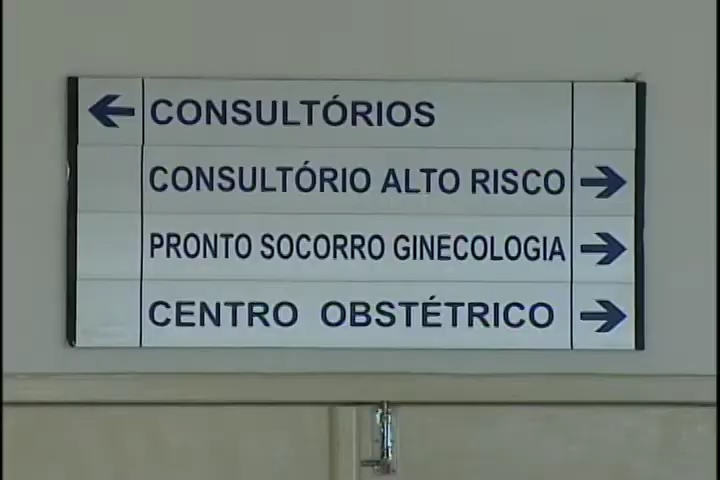 CONSULTÓRIOS
CONSULTÓRIO ALTO RISCO
PRONTO SOCORRO GINECOLOGIA
CENTRO OBSTÉTRICO